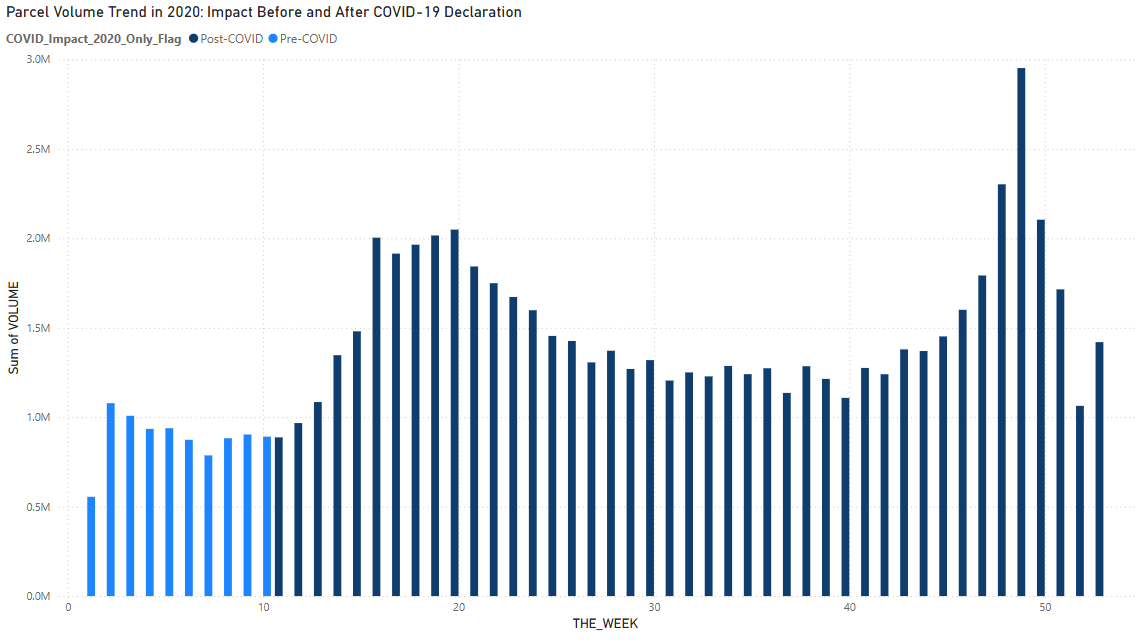 Parcel Volume Trend in 2020: Impact Before and After COVID-19 Declaration
COVID_Impact_2020_Only_Flag Post-COVID Pre-COVID
3.0M
2.5M
2.0M
1.5M
1.0M
0.5M
0.0M
Sum of VOLUME
0 10 20 30 40 50
THE_WEEK